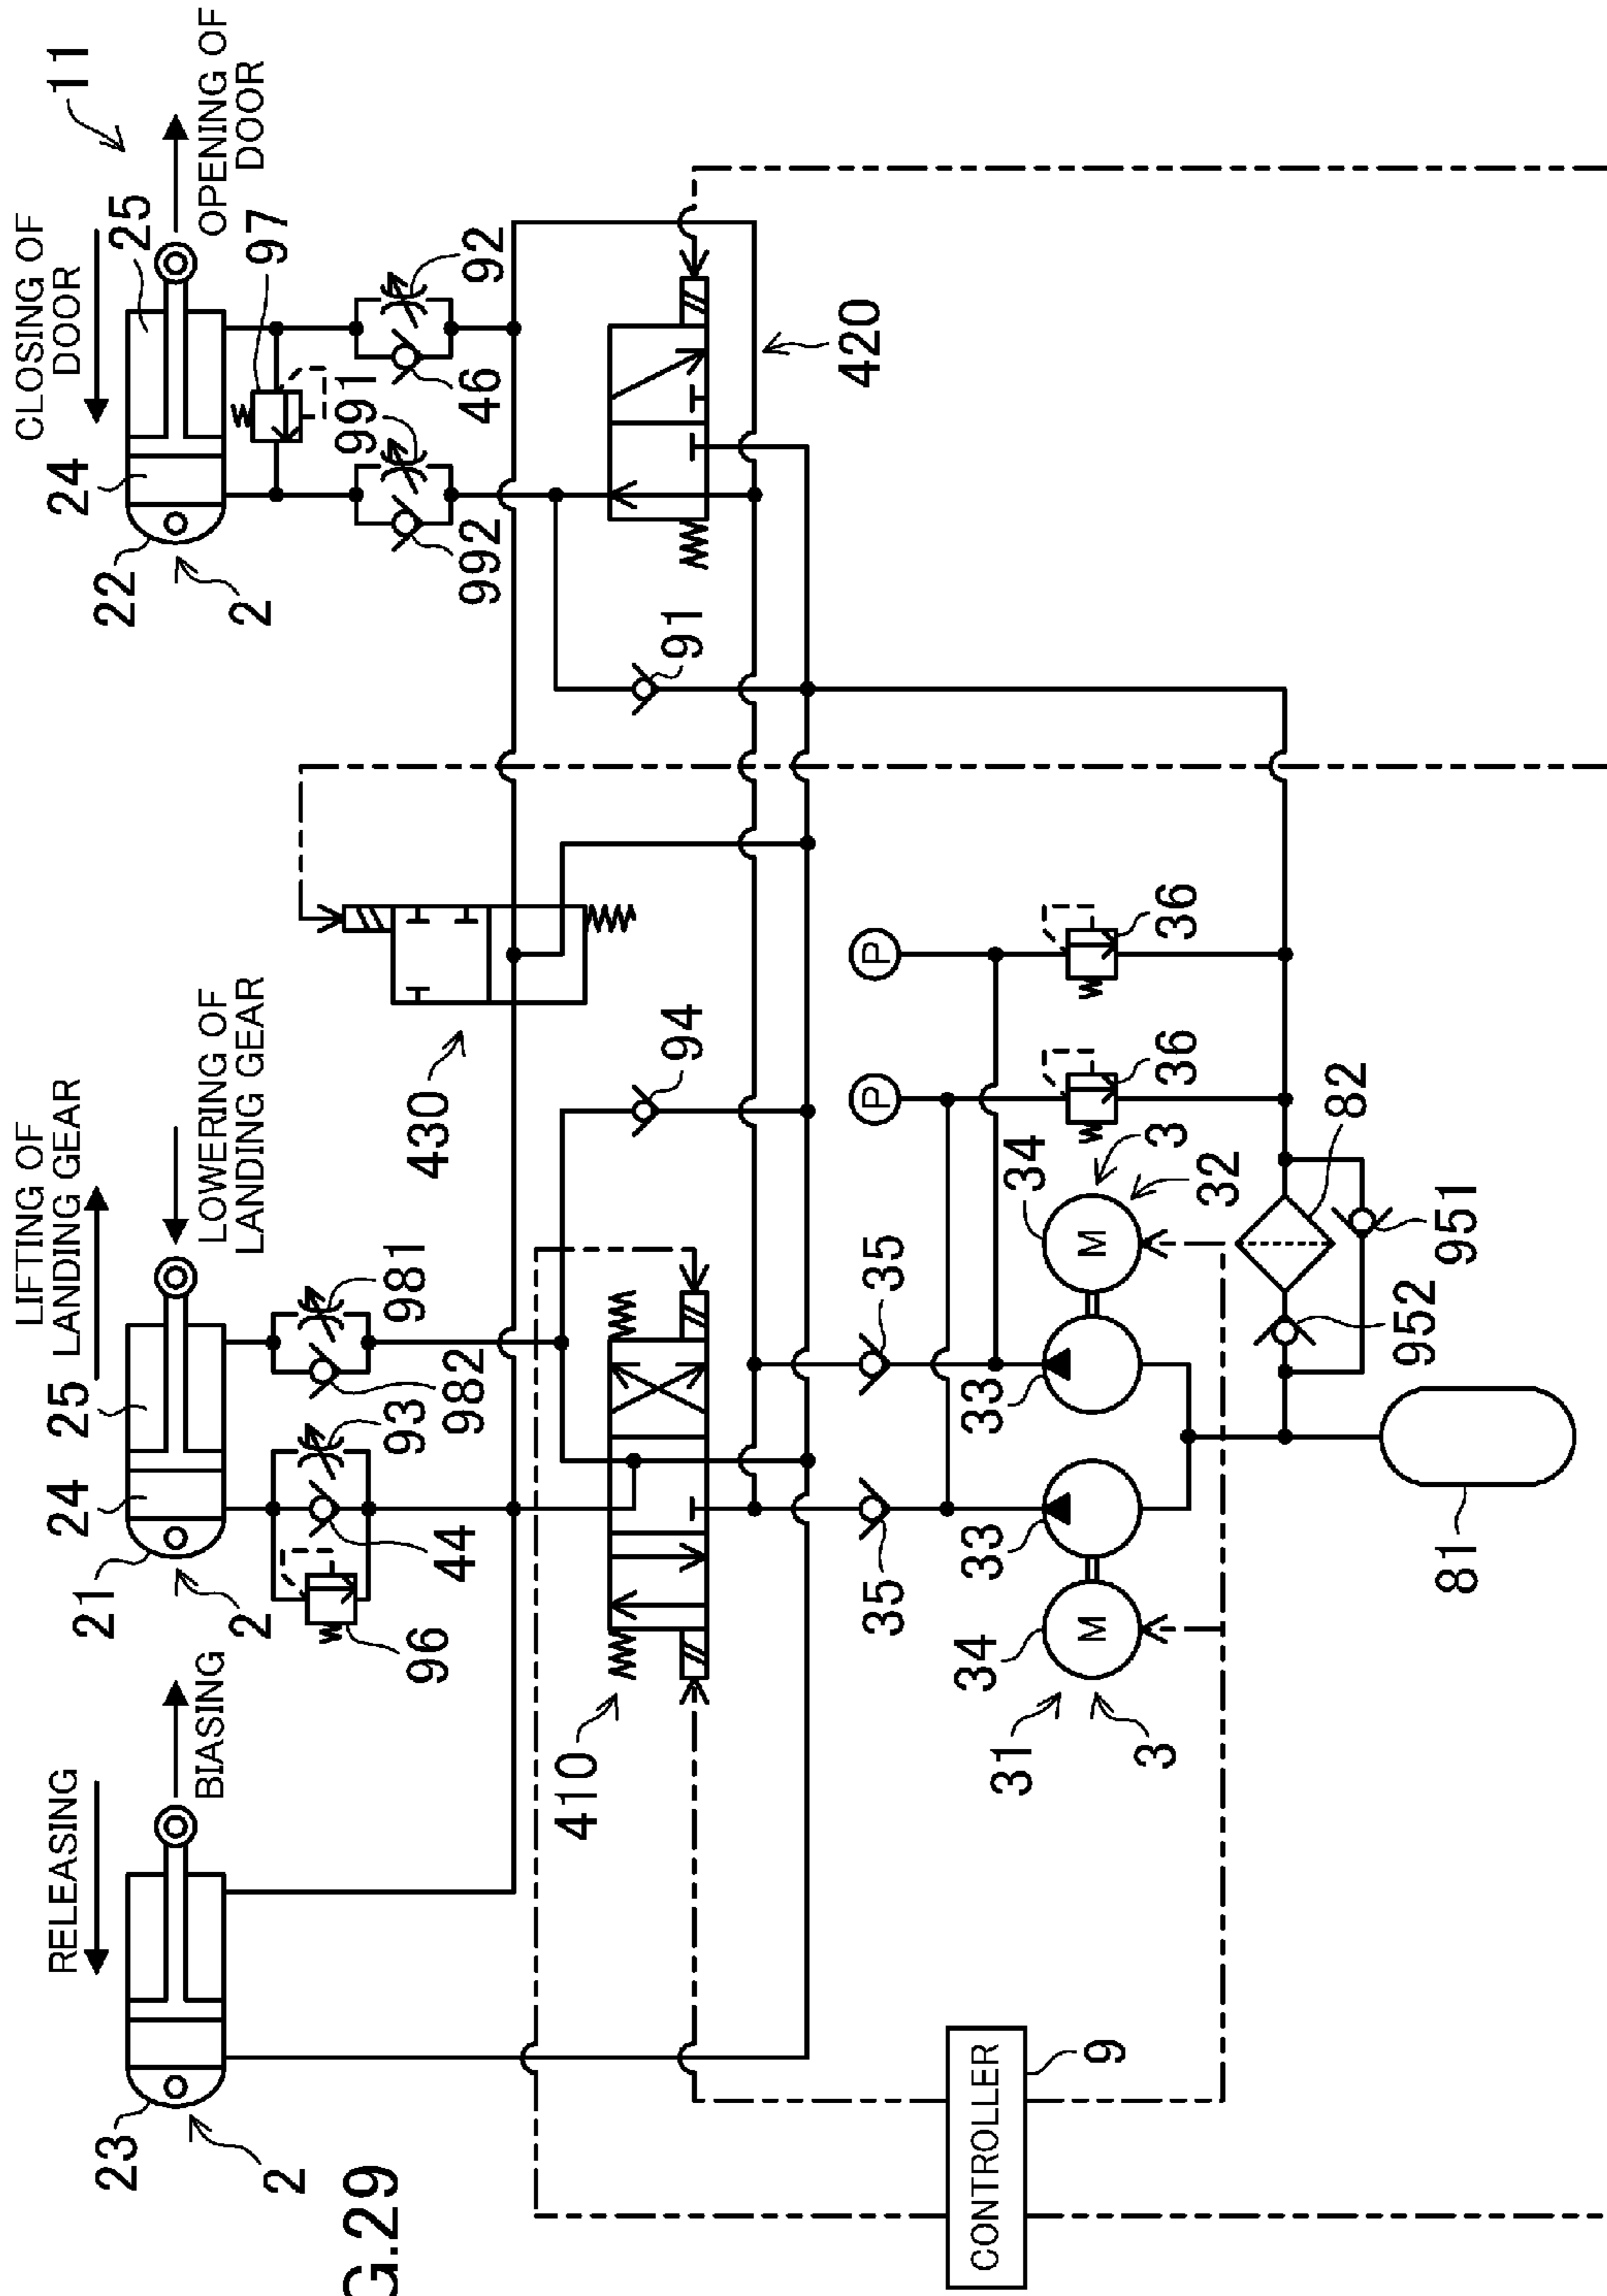 G.29
RELEASING
BIASING
23
2
LIFTING OF
LANDING GEAR
LOWERING OF
LANDING GEAR
21
24
25
2
96
44
93
982
981
CLOSING OF
DOOR
OPENING OF
DOOR
11
22
24
25
2
97
992
991
46
92
410
430
94
91
420
35
35
P
P
CONTROLLER
9
31
3
34
M
33
33
34
M
3
32
36
36
82
952
951
81